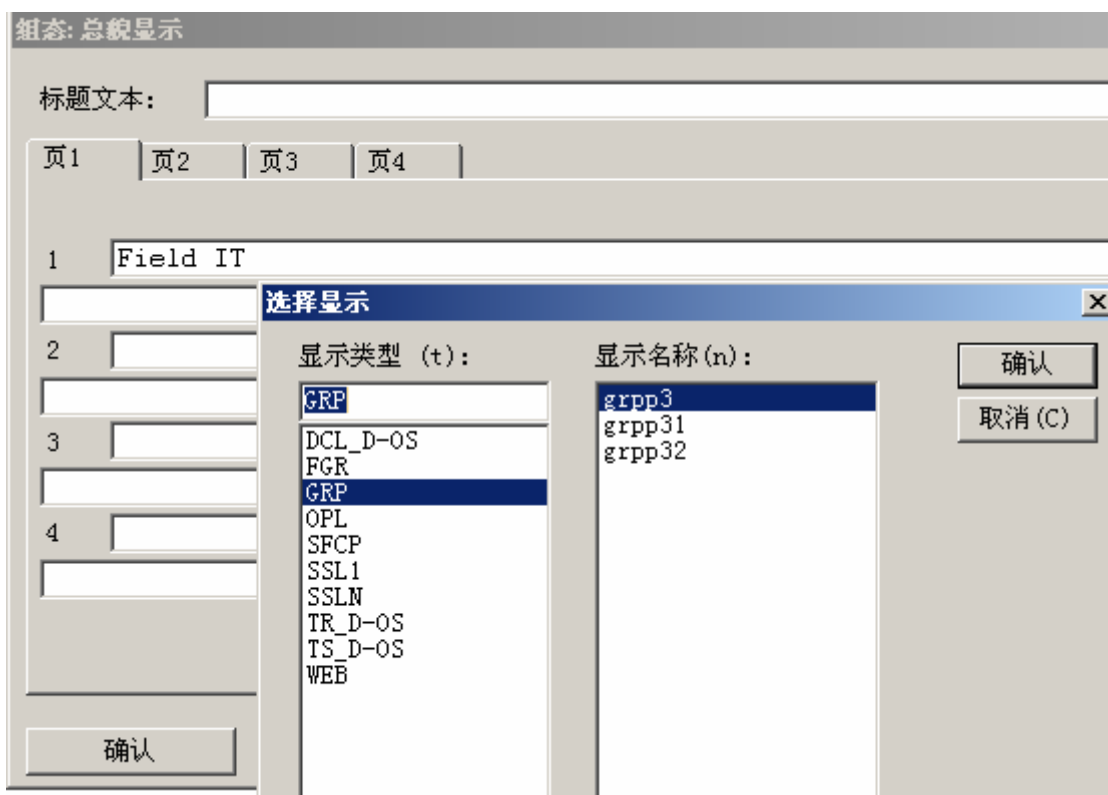 组态: 总貌显示
标题文本:
页1 页2 页3 页4
1 Field IT
选择显示
2
显示类型 (t): 显示名称(n): 确认
GRP grpp3
grpp31 取消(C)
3 DCL_D-OS grpp32
FGR
GRP
4 OPL
SFCP
SSL1
SSLN
TR_D-OS
TS_D-OS
WEB
确认